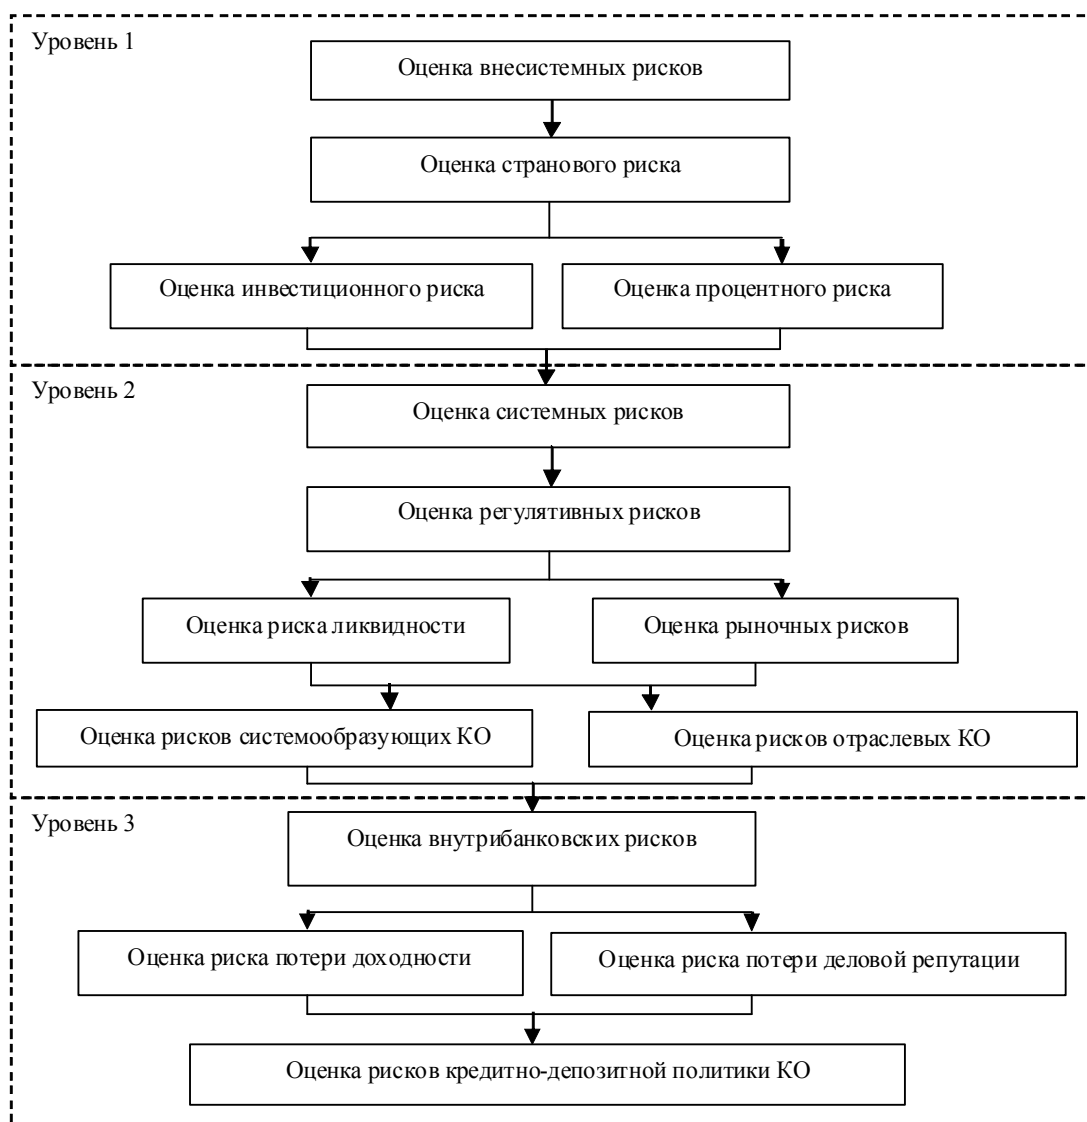 Уровень 1
Оценка внесистемных рисков
Оценка странового риска
Оценка инвестиционного риска
Оценка процентного риска
Уровень 2
Оценка системных рисков
Оценка регулятивных рисков
Оценка риска ликвидности
Оценка рыночных рисков
Оценка рисков системообразующих КО
Оценка рисков отраслевых КО
Уровень 3
Оценка внутрибанковских рисков
Оценка риска потери доходности
Оценка риска потери деловой репутации
Оценка рисков кредитно-депозитной политики КО